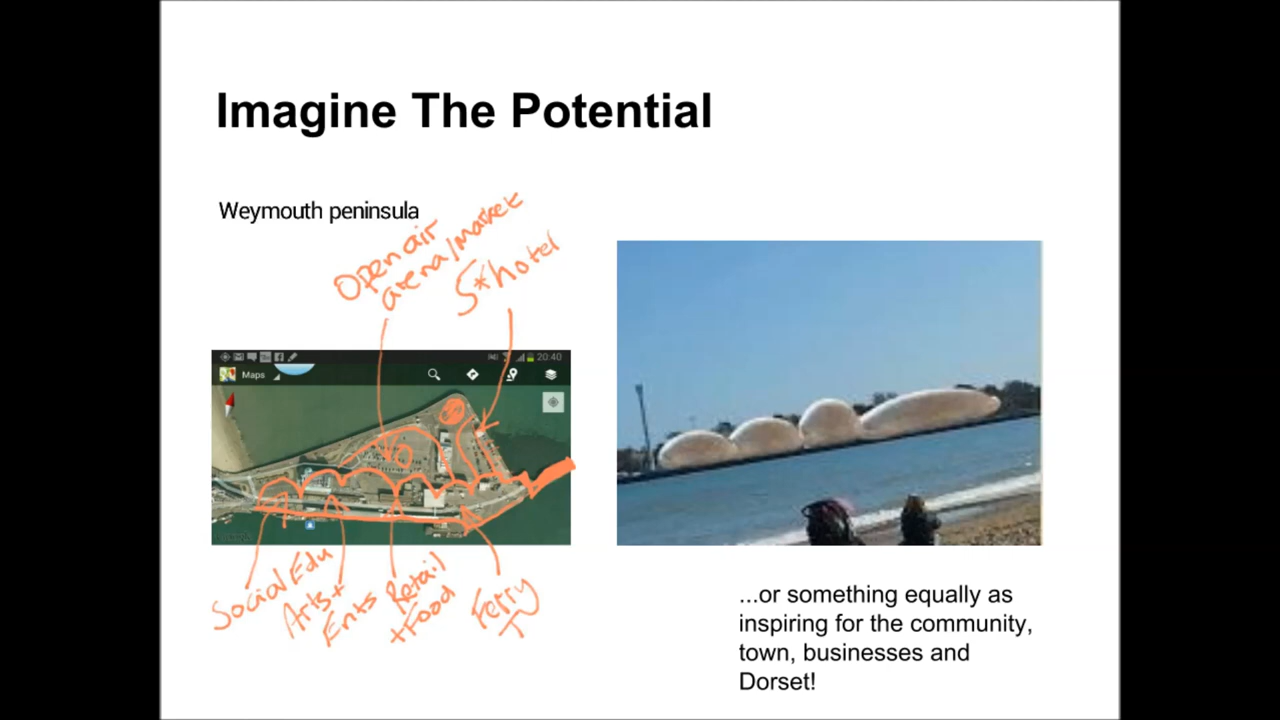 Imagine The Potential
Weymouth peninsula
Open air
arena/market
5* hotel
20:40
Maps
Social Edu
Arts +
Ents
Retail
+ Food
Ferry
T
...or something equally as
inspiring for the community,
town, businesses and
Dorset!